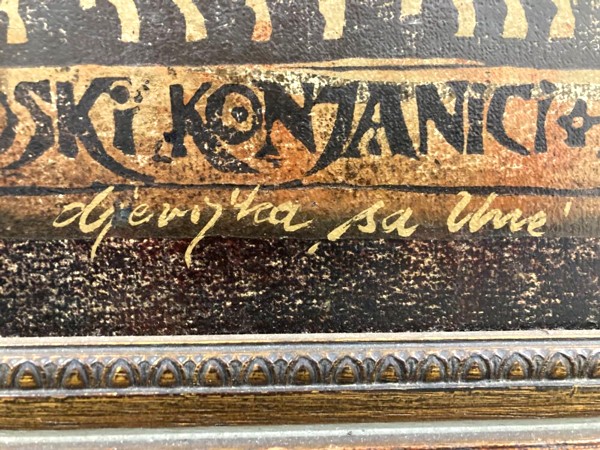 OSKI KONJANICI
djevojka sa Une